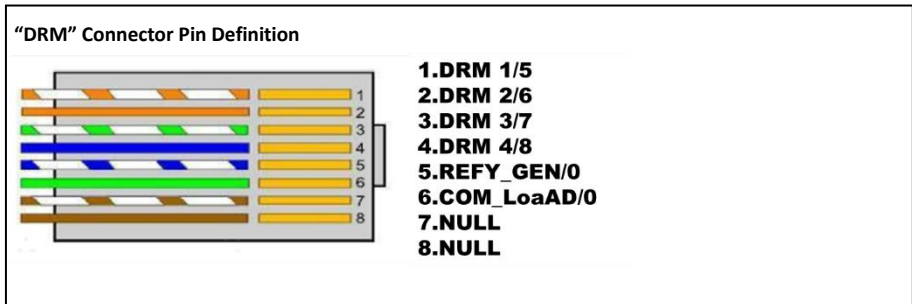 “DRM” Connector Pin Definition
1
2
3
4
5
6
7
8
1.DRM 1/5
2.DRM 2/6
3.DRM 3/7
4.DRM 4/8
5.REFY_GEN/0
6.COM_LoaAD/0
7.NULL
8.NULL